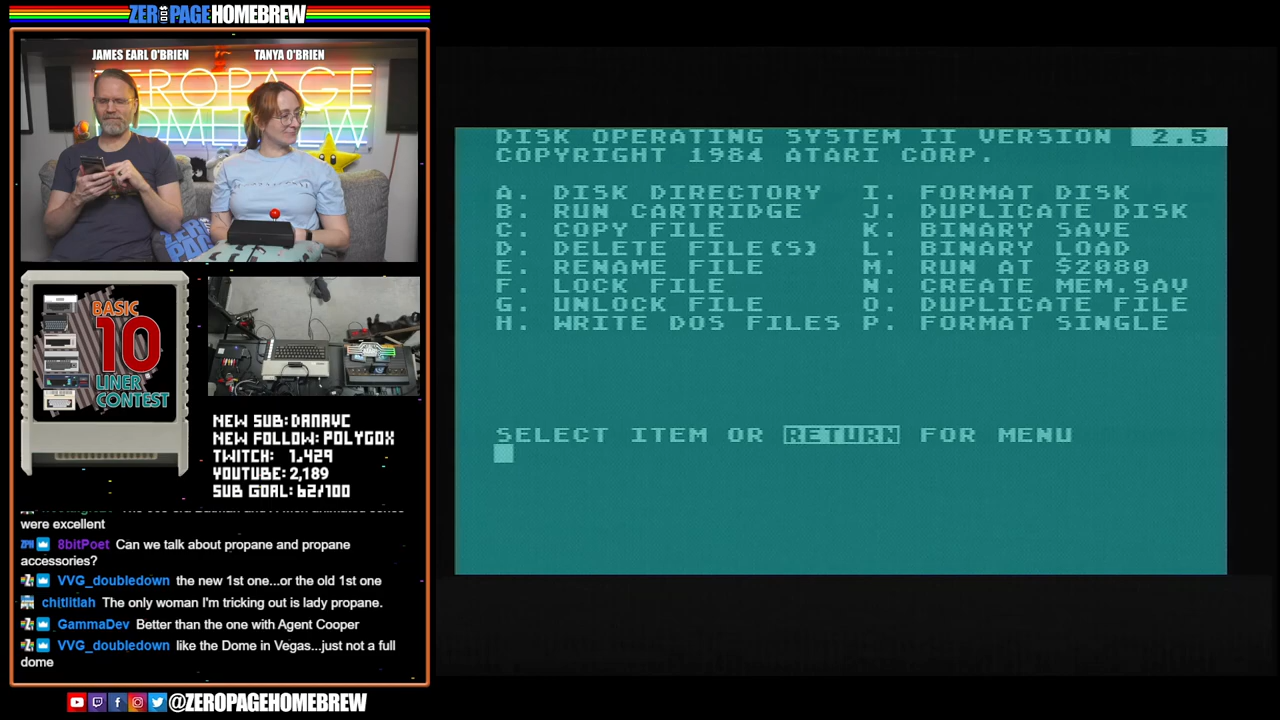 ZEROPAGE HOMEBREW
JAMES EARL O'BRIEN
TANYA O'BRIEN
ZEROPAGE
HOMEBREW
BASIC
10
LINER
CONTEST
NEW SUB: DANAVC
NEW FOLLOW: POLYGOX
TWITCH: 1,429
YOUTUBE: 2,189
SUB GOAL: 62/100
were excellent
8bitPoet Can we talk about propane and propane
accessories?
VVG_doubledown the new 1st one...or the old 1st one
chitlitlah The only woman I'm tricking out is lady propane.
GammaDev Better than the one with Agent Cooper
VVG_doubledown like the Dome in Vegas...just not a full
dome
@ZEROPAGEHOMEBREW
DISK OPERATING SYSTEM II VERSION 2.5
COPYRIGHT 1984 ATARI CORP.
A. DISK DIRECTORY I. FORMAT DISK
B. RUN CARTRIDGE J. DUPLICATE DISK
C. COPY FILE K. BINARY SAVE
D. DELETE FILE(S) L. BINARY LOAD
E. RENAME FILE M. RUN AT $2080
F. LOCK FILE N. CREATE MEM.SAV
G. UNLOCK FILE O. DUPLICATE FILE
H. WRITE DOS FILES P. FORMAT SINGLE
SELECT ITEM OR RETURN FOR MENU